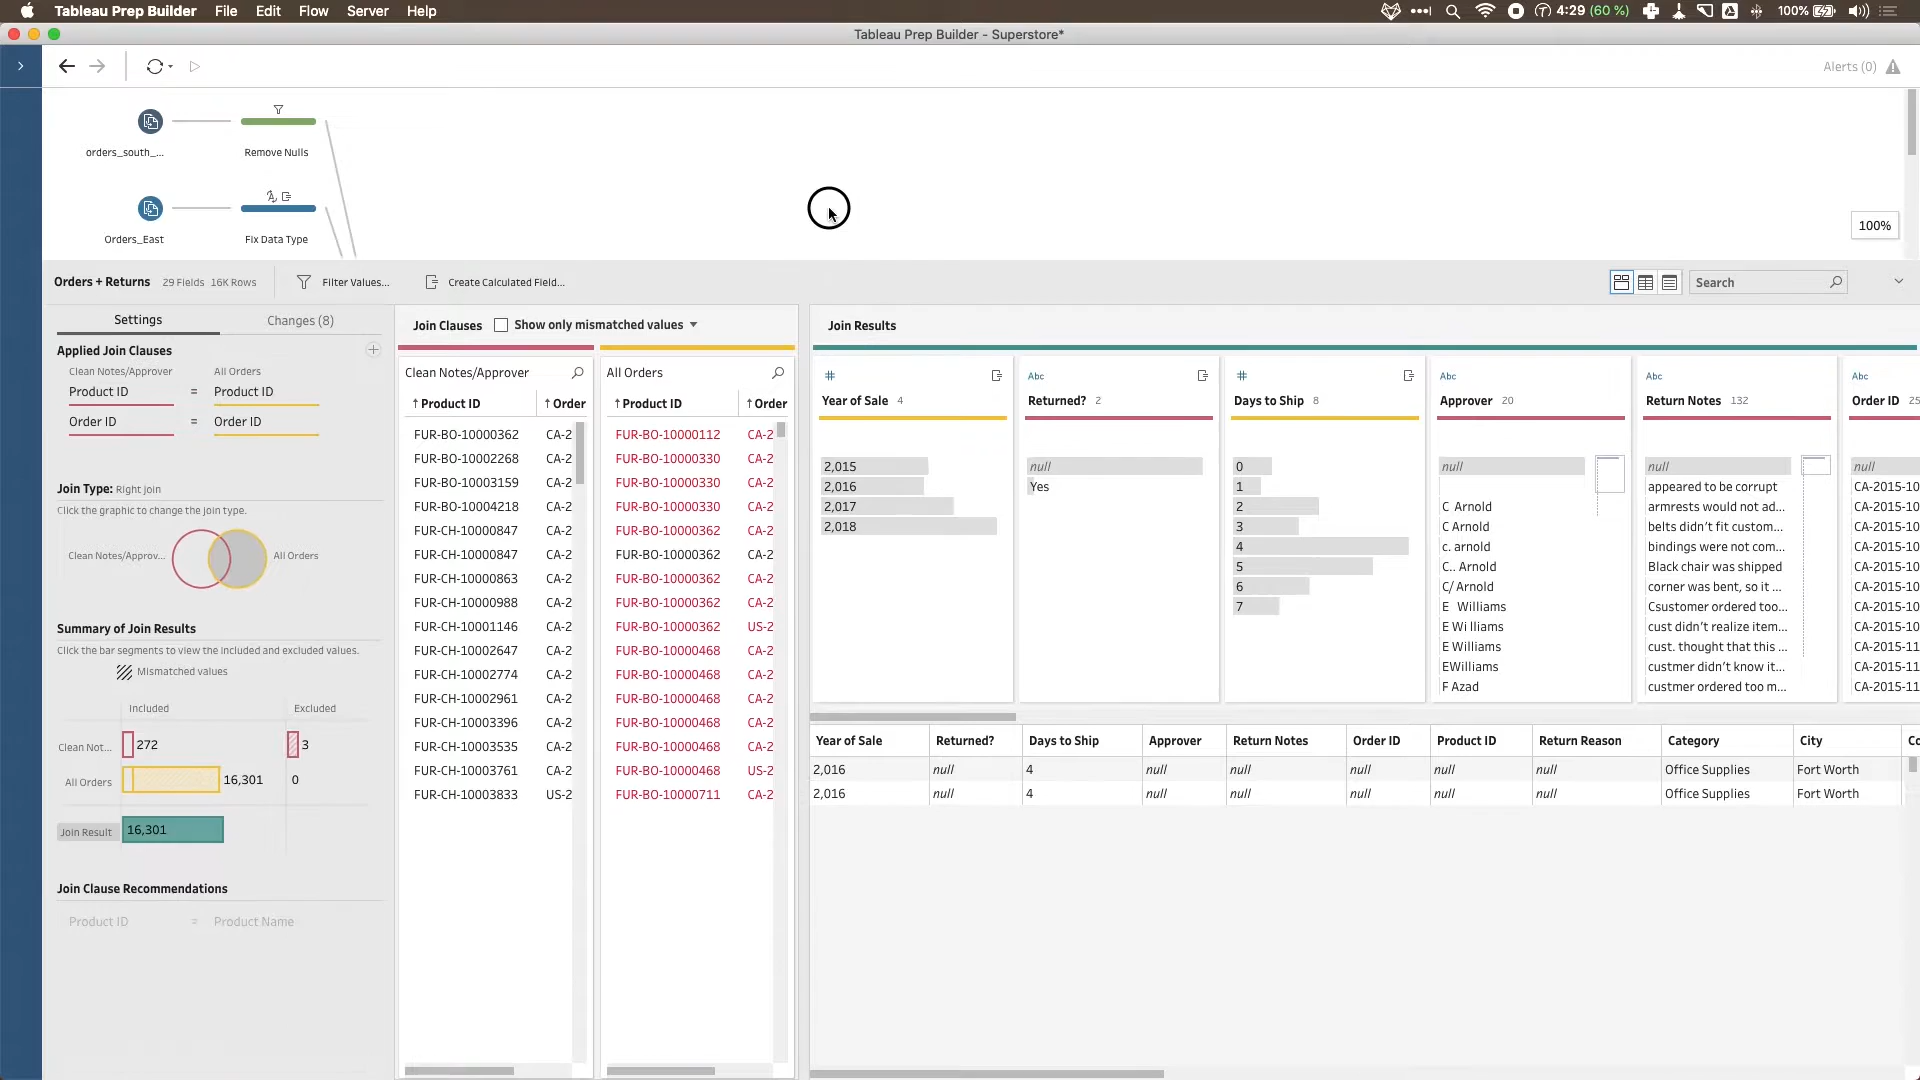 Tableau Prep Builder File Edit Flow Server Help 4:29 (60 %) 100%
Tableau Prep Builder - Superstore*
Alerts (0)
orders_south_... Remove Nulls
Orders_East Fix Data Type
100%
Orders + Returns 29 Fields 16K Rows Filter Values... Create Calculated Field... Search
Settings Changes (8)
Applied Join Clauses
Clean Notes/Approver All Orders
Product ID = Product ID
Order ID = Order ID
Join Type: Right join
Click the graphic to change the join type.
Clean Notes/Approv... All Orders
Summary of Join Results
Click the bar segments to view the included and excluded values.
Mismatched values
Included Excluded
Clean Not... 272 3
All Orders 16,301 0
Join Result 16,301
Join Clause Recommendations
Product ID = Product Name
Join Clauses Show only mismatched values
Clean Notes/Approver
Product ID Order
FUR-BO-10000362 CA-2
FUR-BO-10002268 CA-2
FUR-BO-10003159 CA-2
FUR-BO-10004218 CA-2
FUR-CH-10000847 CA-2
FUR-CH-10000847 CA-2
FUR-CH-10000863 CA-2
FUR-CH-10000988 CA-2
FUR-CH-10001146 CA-2
FUR-CH-10002647 CA-2
FUR-CH-10002774 CA-2
FUR-CH-10002961 CA-2
FUR-CH-10003396 CA-2
FUR-CH-10003535 CA-2
FUR-CH-10003761 CA-2
FUR-CH-10003833 US-2
All Orders
Product ID Order
FUR-BO-10000112 CA-2
FUR-BO-10000330 CA-2
FUR-BO-10000330 CA-2
FUR-BO-10000330 CA-2
FUR-BO-10000362 CA-2
FUR-BO-10000362 CA-2
FUR-BO-10000362 CA-2
FUR-BO-10000362 CA-2
FUR-BO-10000362 US-2
FUR-BO-10000468 CA-2
FUR-BO-10000468 CA-2
FUR-BO-10000468 CA-2
FUR-BO-10000468 CA-2
FUR-BO-10000468 CA-2
FUR-BO-10000468 US-2
FUR-BO-10000711 CA-2
Join Results
#
Year of Sale 4
2,015
2,016
2,017
2,018
Abc
Returned? 2
null
Yes
#
Days to Ship 8
0
1
2
3
4
5
6
7
Abc
Approver 20
null
C Arnold
C Arnold
c. arnold
C.. Arnold
C/ Arnold
E Williams
E Wi lliams
E Williams
EWilliams
F Azad
Abc
Return Notes 132
null
appeared to be corrupt
armrests would not ad...
belts didn't fit custom...
bindings were not com...
Black chair was shipped
corner was bent, so it ...
Csustomer ordered too...
cust didn't realize item...
cust. thought that this ...
custmer didn't know it...
custmer ordered too m...
Abc
Order ID 25
null
CA-2015-10
CA-2015-10
CA-2015-10
CA-2015-10
CA-2015-10
CA-2015-10
CA-2015-10
CA-2015-10
CA-2015-11
CA-2015-11
CA-2015-11
Year of Sale Returned? Days to Ship Approver Return Notes Order ID Product ID Return Reason Category City Co
2,016 null 4 null null null null null Office Supplies Fort Worth
2,016 null 4 null null null null null Office Supplies Fort Worth